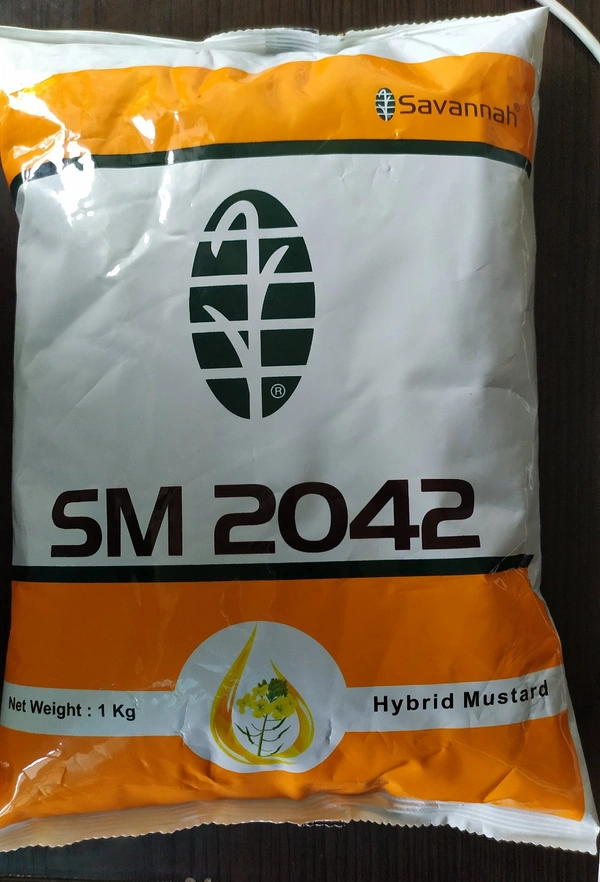 Savannah®
®
SM 2042
Net Weight : 1 Kg
Hybrid Mustard